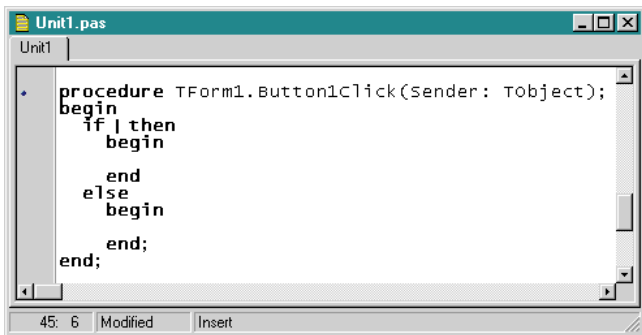 Unit1.pas
Unit1
procedure TForm1.Button1Click(Sender: TObject);
begin
  if | then
    begin

    end
  else
    begin

    end;
end;
45: 6 Modified Insert